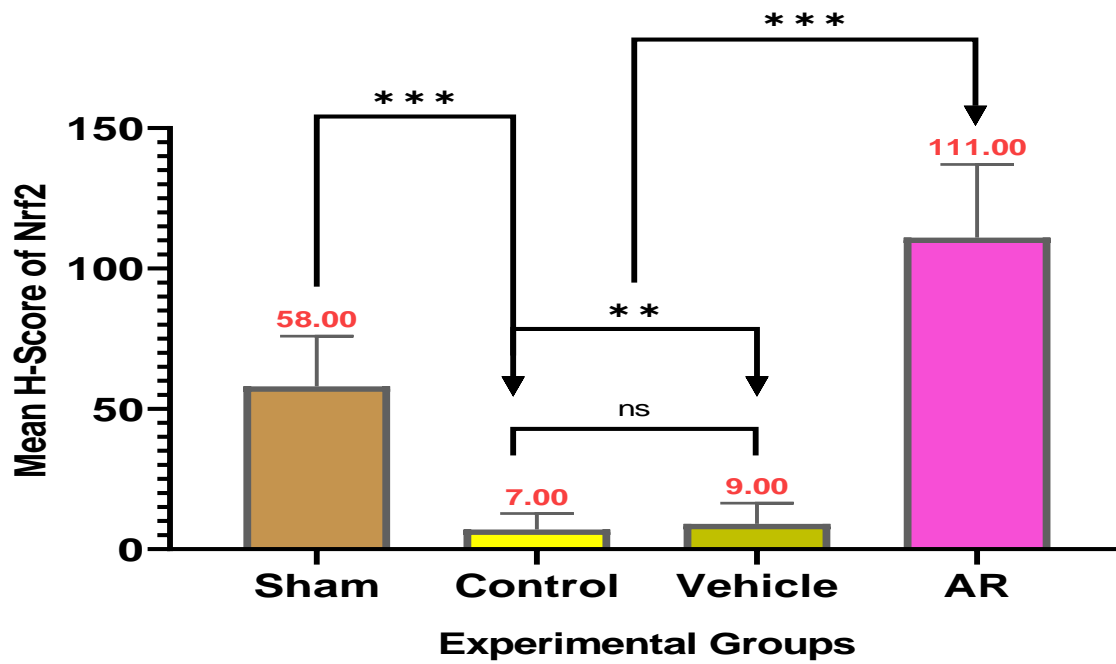 * * *
* * *
150
111.00
100
* *
58.00
50
ns
9.00
7.00
0
Mean H-Score of Nrf2
Sham Control Vehicle AR
Experimental Groups